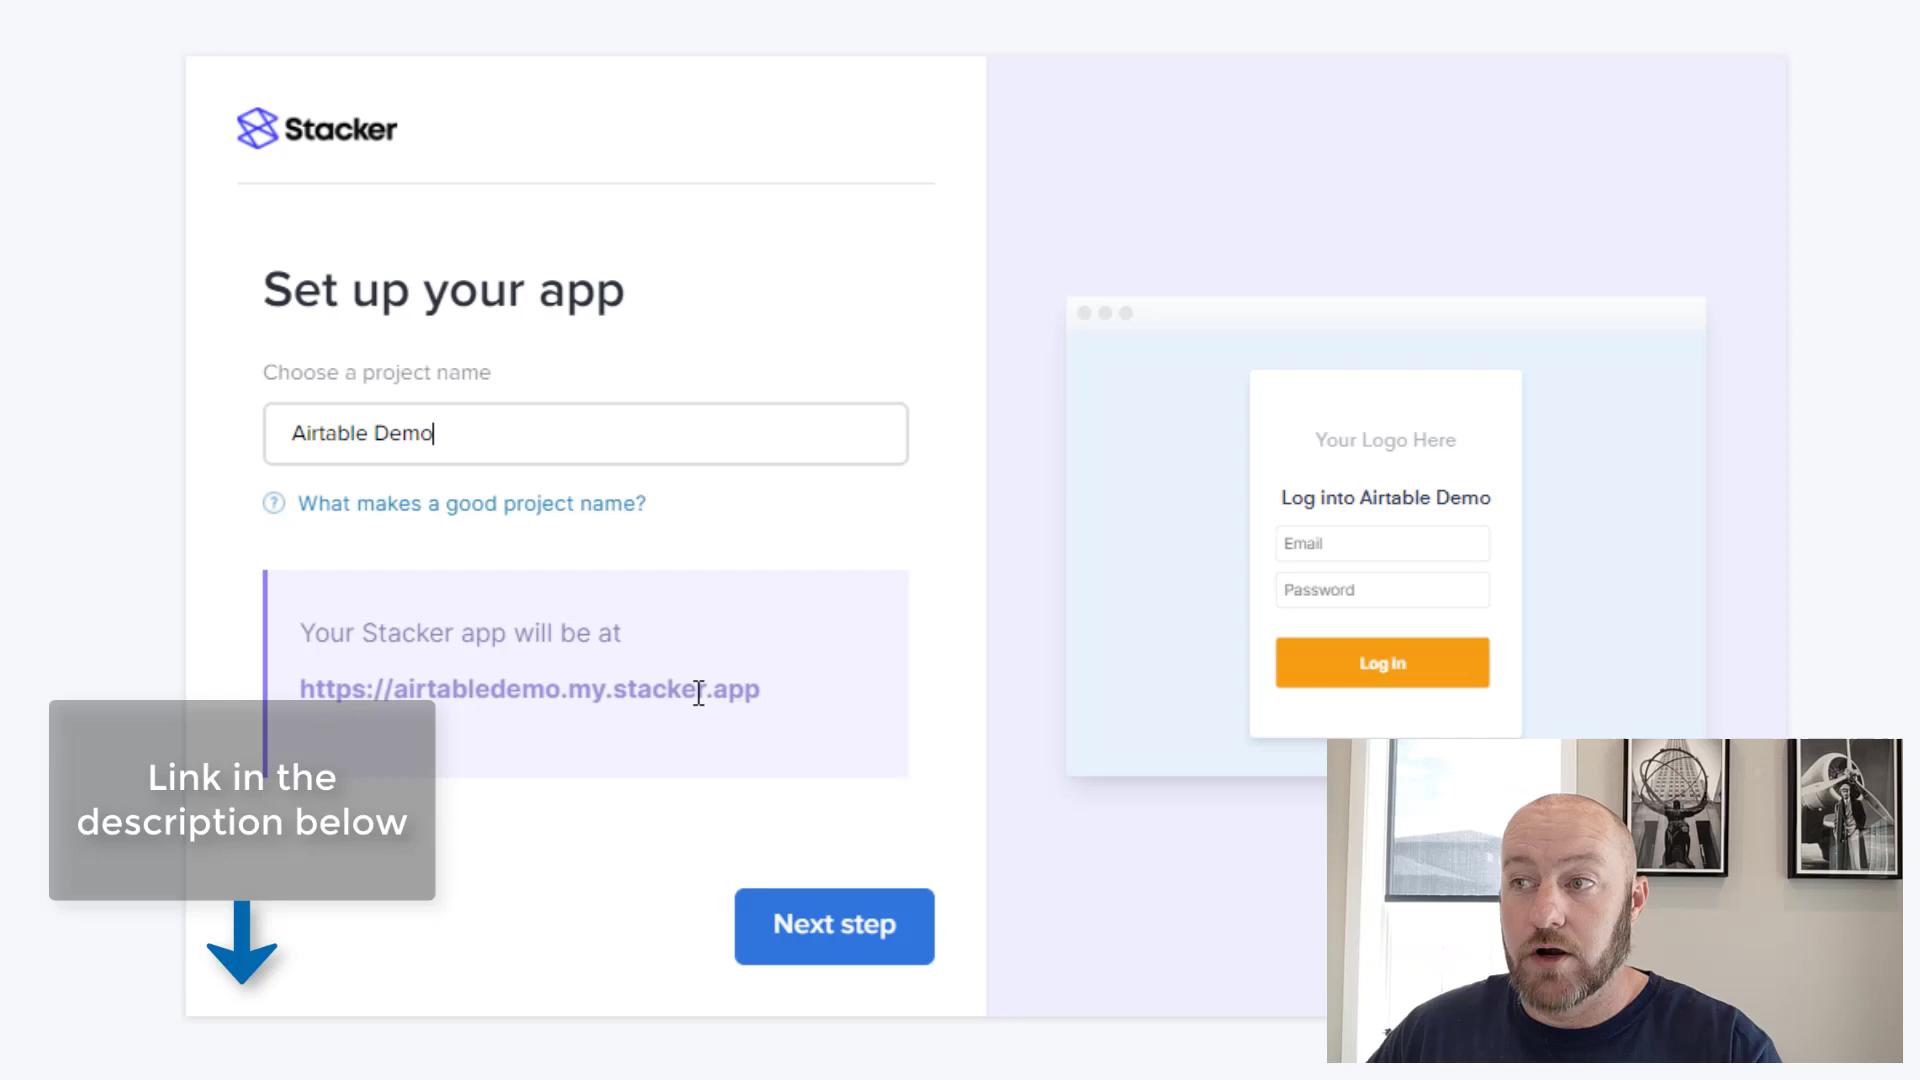 Stacker
Set up your app
Choose a project name
Airtable Demo
What makes a good project name?
Your Stacker app will be at
https://airtabledemo.my.stacker.app
Link in the
description below
Next step
Your Logo Here
Log into Airtable Demo
Email
Password
Log In